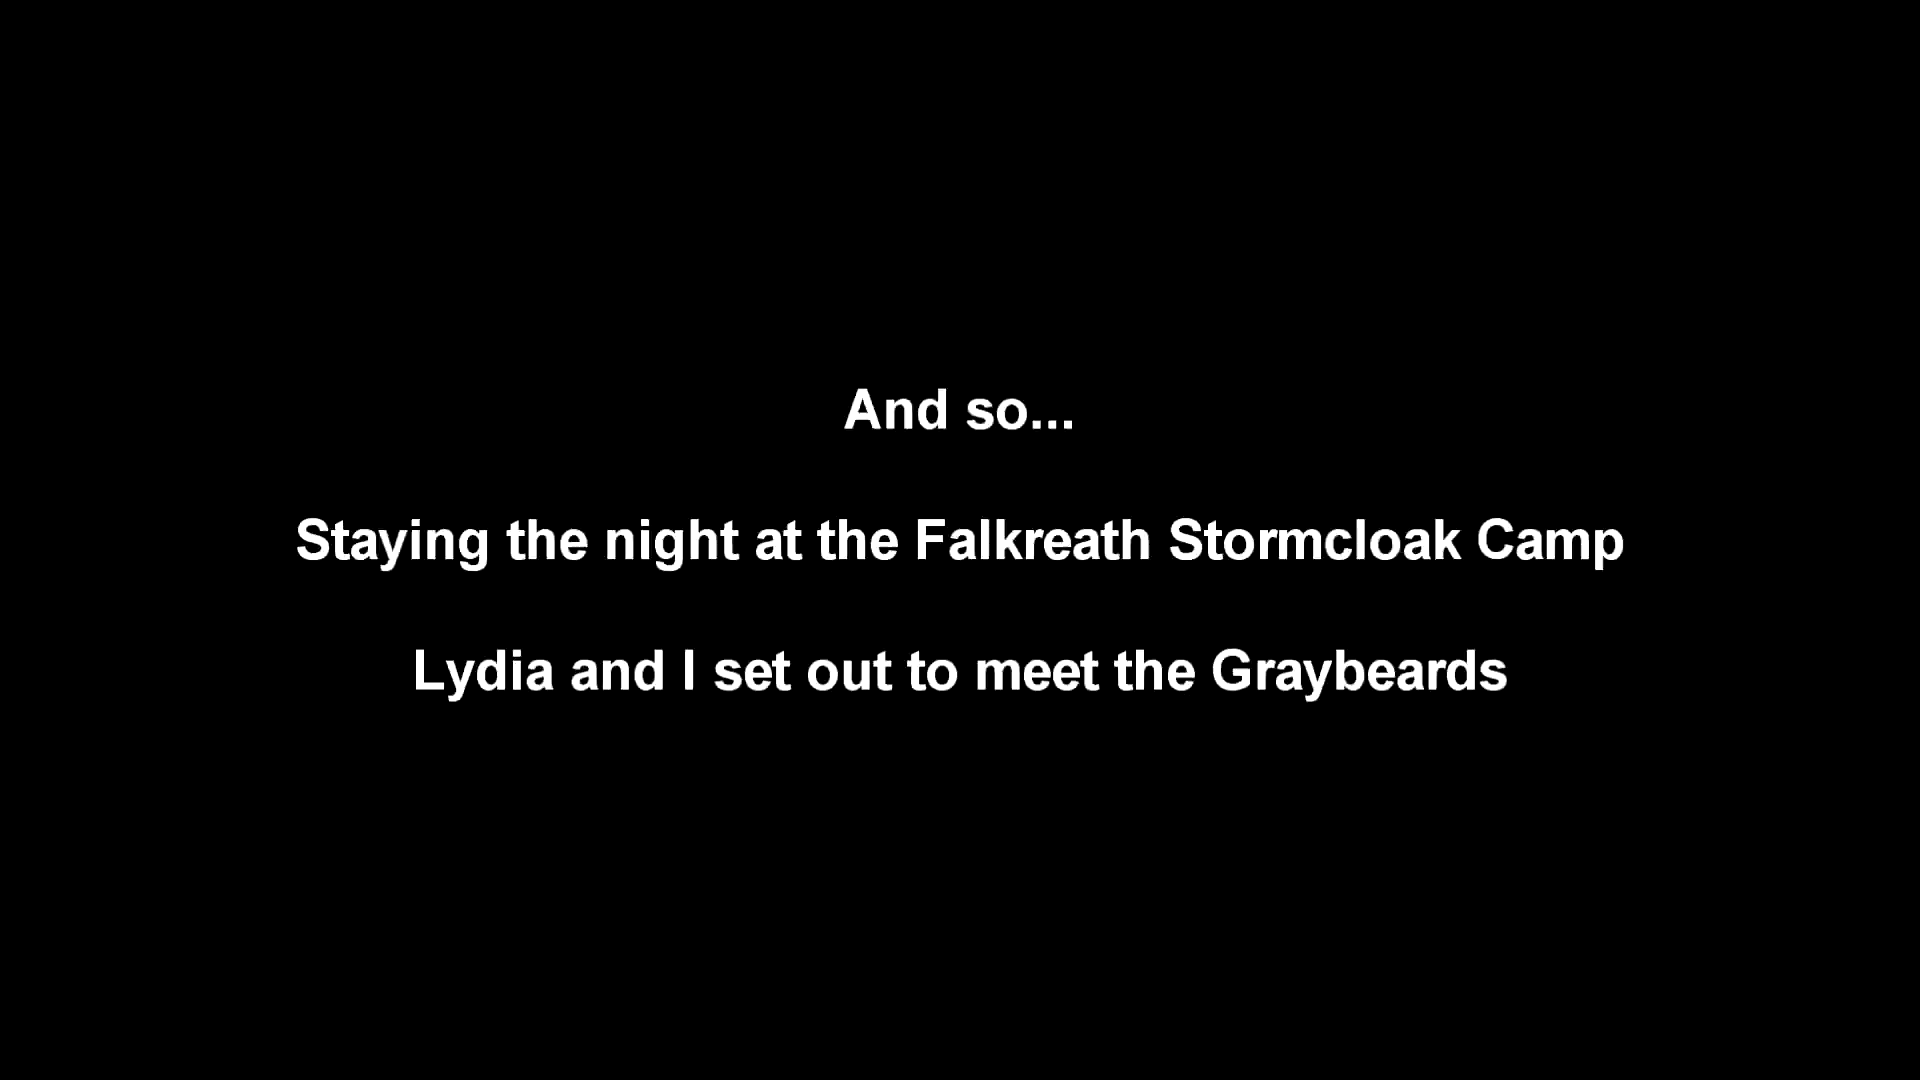 And so...
Staying the night at the Falkreath Stormcloak Camp
Lydia and I set out to meet the Graybeards